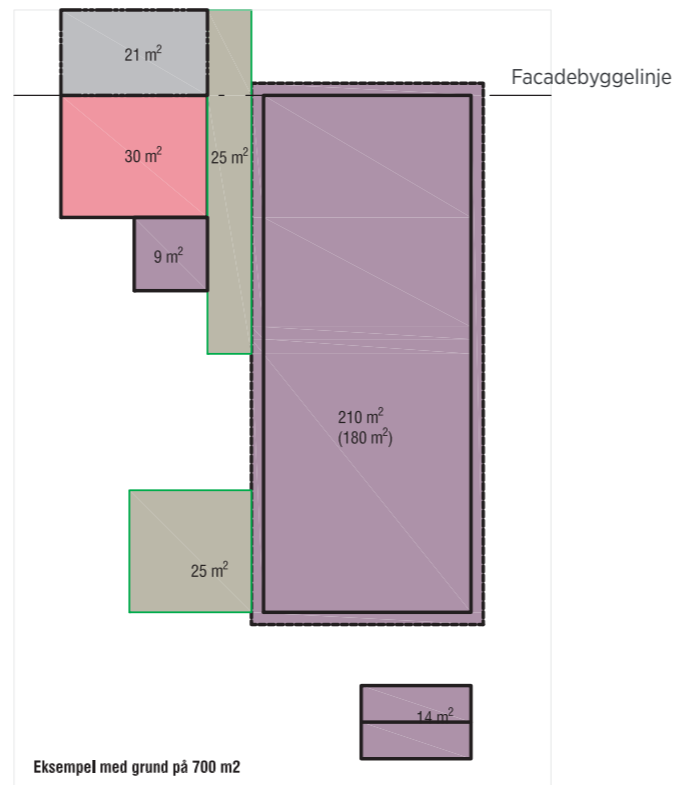 21 m²
Facadebyggelinje
30 m²
25 m²
9 m²
210 m²
(180 m²)
25 m²
14 m²
Eksempel med grund på 700 m2